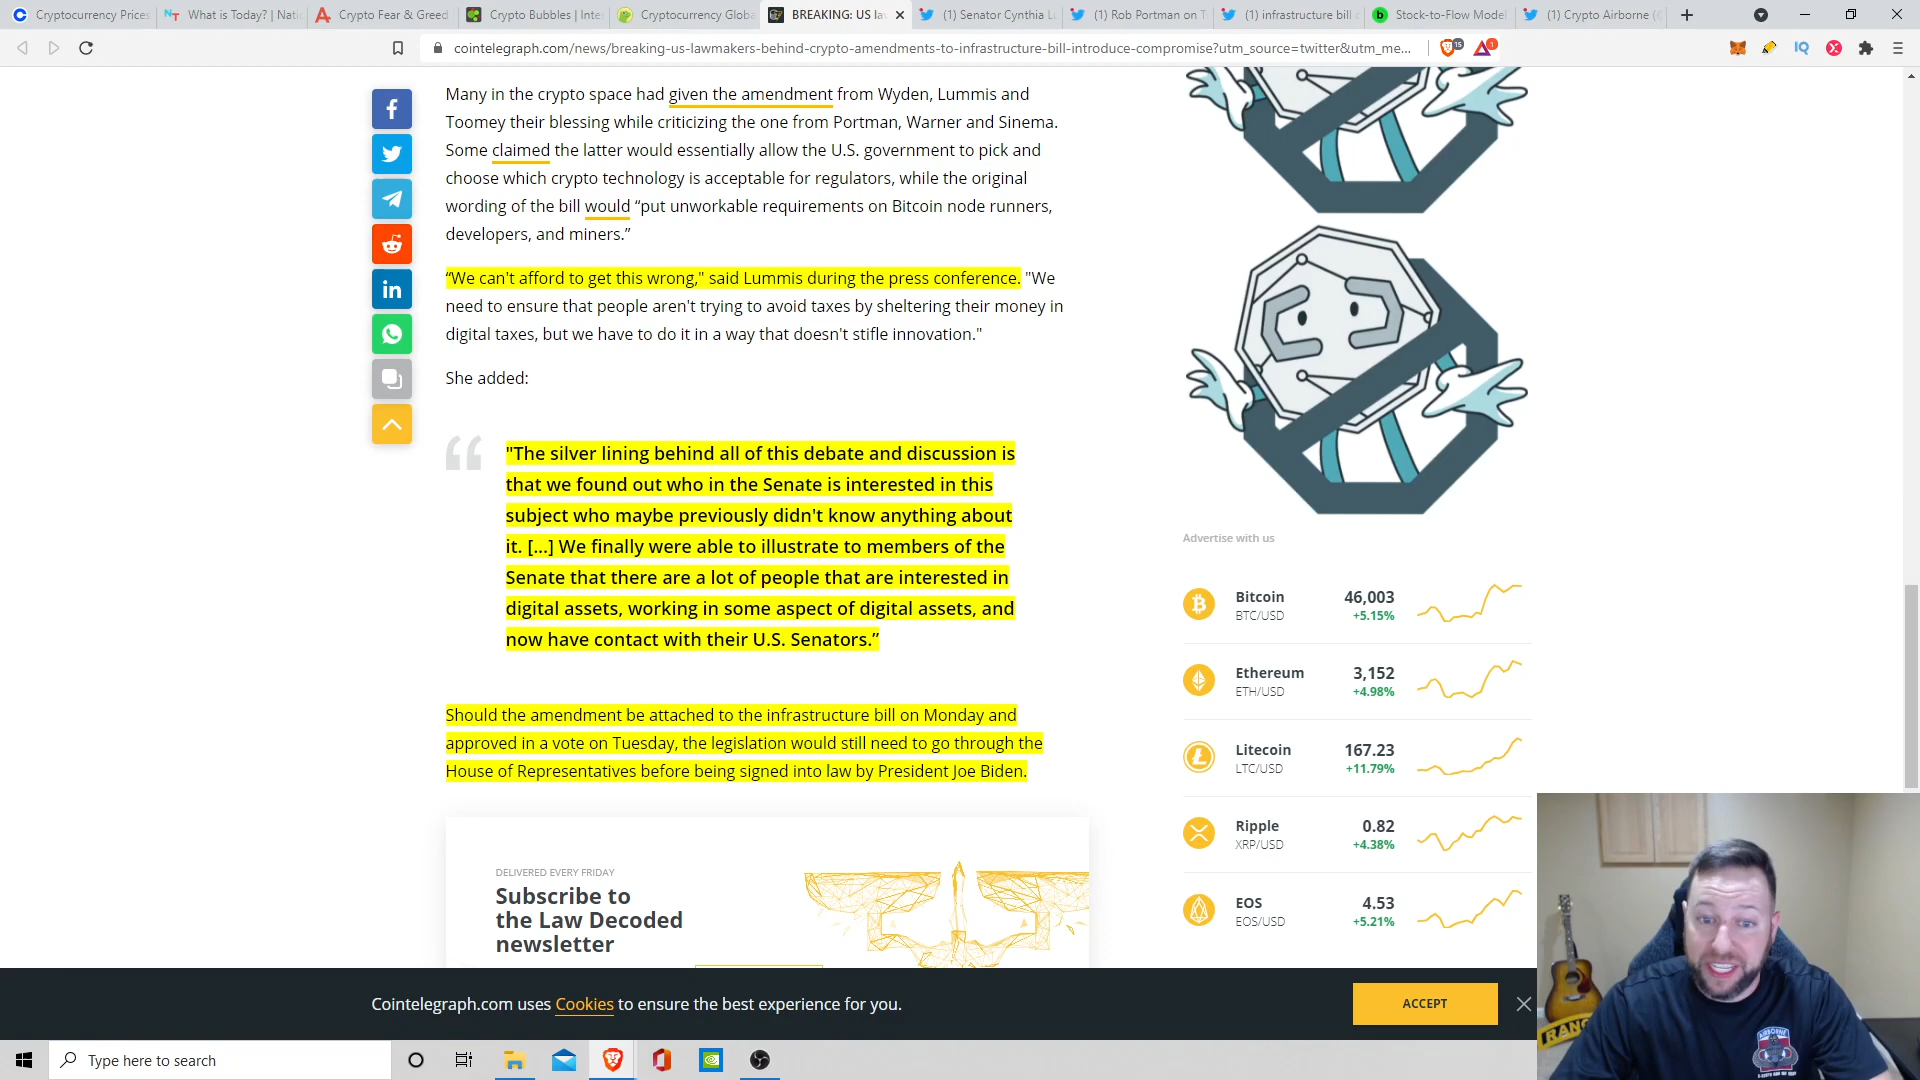 Cryptocurrency Prices
What is Today? | Nati
Crypto Fear & Greed
Crypto Bubbles | Inte
Cryptocurrency Globa
BREAKING: US la
(1) Senator Cynthia Lu
(1) Rob Portman on T
(1) infrastructure bill c
Stock-to-Flow Model
(1) Crypto Airborne (
cointelegraph.com/news/breaking-us-lawmakers-behind-crypto-amendments-to-infrastructure-bill-introduce-compromise?utm_source=twitter&utm_me...
15
1
Many in the crypto space had given the amendment from Wyden, Lummis and
Toomey their blessing while criticizing the one from Portman, Warner and Sinema.
Some claimed the latter would essentially allow the U.S. government to pick and
choose which crypto technology is acceptable for regulators, while the original
wording of the bill would “put unworkable requirements on Bitcoin node runners,
developers, and miners.”
“We can't afford to get this wrong," said Lummis during the press conference. "We
need to ensure that people aren't trying to avoid taxes by sheltering their money in
digital taxes, but we have to do it in a way that doesn't stifle innovation."
She added:
"The silver lining behind all of this debate and discussion is
that we found out who in the Senate is interested in this
subject who maybe previously didn't know anything about
it. [...] We finally were able to illustrate to members of the
Senate that there are a lot of people that are interested in
digital assets, working in some aspect of digital assets, and
now have contact with their U.S. Senators.”
Should the amendment be attached to the infrastructure bill on Monday and
approved in a vote on Tuesday, the legislation would still need to go through the
House of Representatives before being signed into law by President Joe Biden.
DELIVERED EVERY FRIDAY
Subscribe to
the Law Decoded
newsletter
Advertise with us
Bitcoin 46,003
BTC/USD +5.15%
Ethereum 3,152
ETH/USD +4.98%
Litecoin 167.23
LTC/USD +11.79%
Ripple 0.82
XRP/USD +4.38%
EOS 4.53
EOS/USD +5.21%
Cointelegraph.com uses Cookies to ensure the best experience for you.
ACCEPT
Type here to search
AIRBORNE